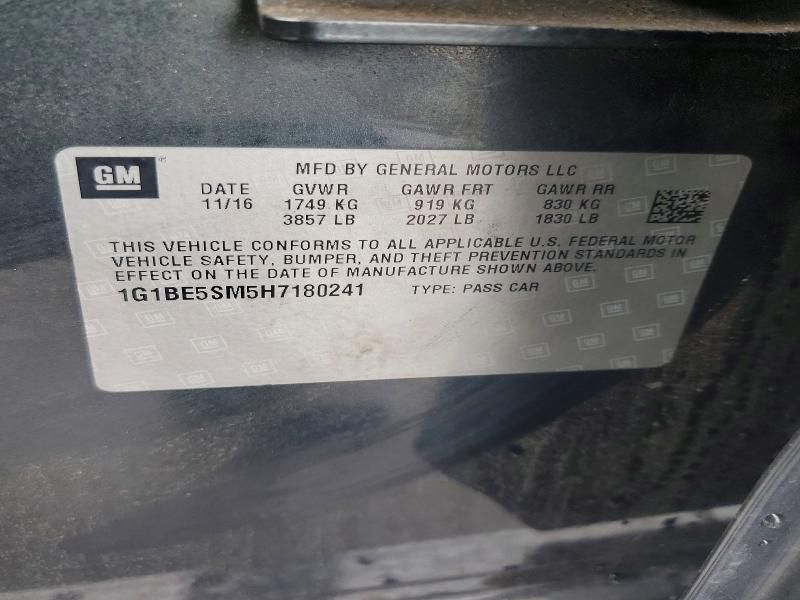 GM
MFD BY GENERAL MOTORS LLC
DATE GVWR GAWR FRT GAWR RR
11/16 1749 KG 919 KG 830 KG
3857 LB 2027 LB 1830 LB
THIS VEHICLE CONFORMS TO ALL APPLICABLE U.S. FEDERAL MOTOR
VEHICLE SAFETY, BUMPER, AND THEFT PREVENTION STANDARDS IN
EFFECT ON THE DATE OF MANUFACTURE SHOWN ABOVE.
1G1BE5SM5H7180241 TYPE: PASS CAR